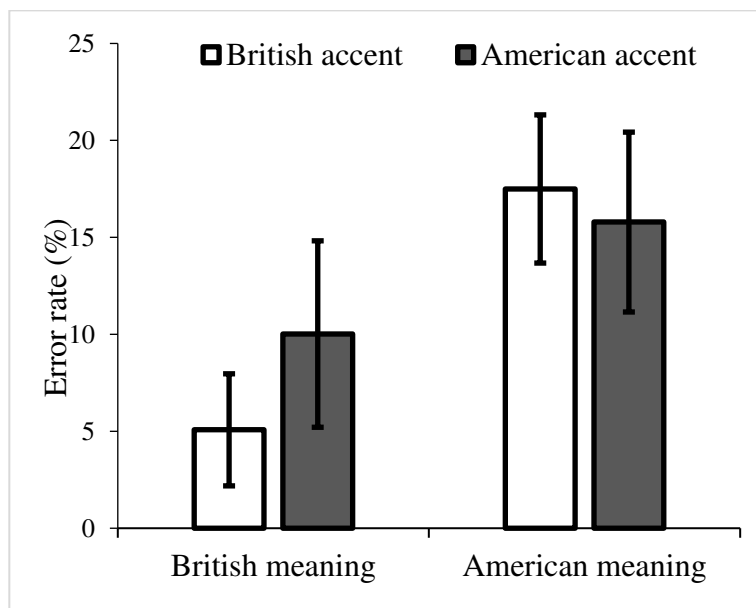 25
British accent
American accent
20
15
10
5
0
Error rate (%)
British meaning
American meaning